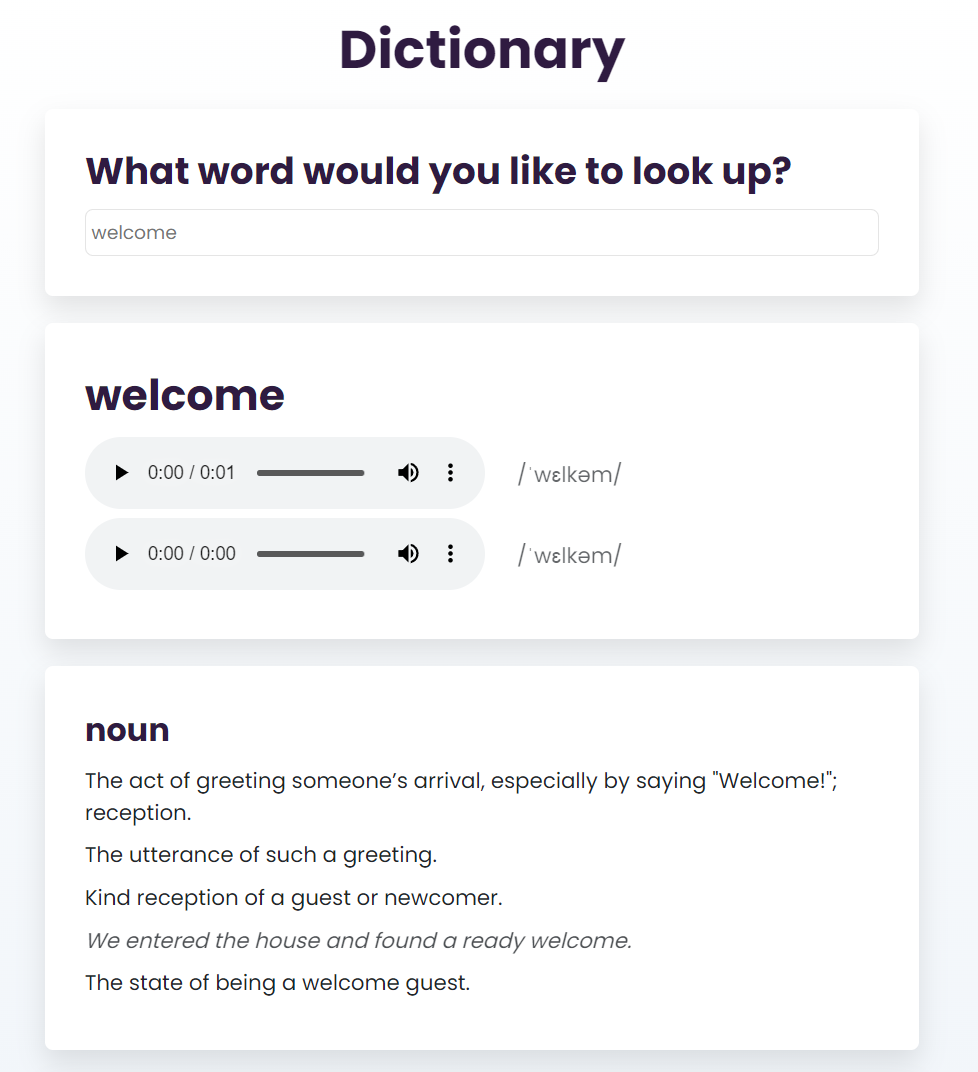 Dictionary
What word would you like to look up?
welcome
welcome
0:00 / 0:01
/ˈwɛlkəm/
0:00 / 0:00
/ˈwɛlkəm/
noun
The act of greeting someone’s arrival, especially by saying "Welcome!";
reception.
The utterance of such a greeting.
Kind reception of a guest or newcomer.
We entered the house and found a ready welcome.
The state of being a welcome guest.